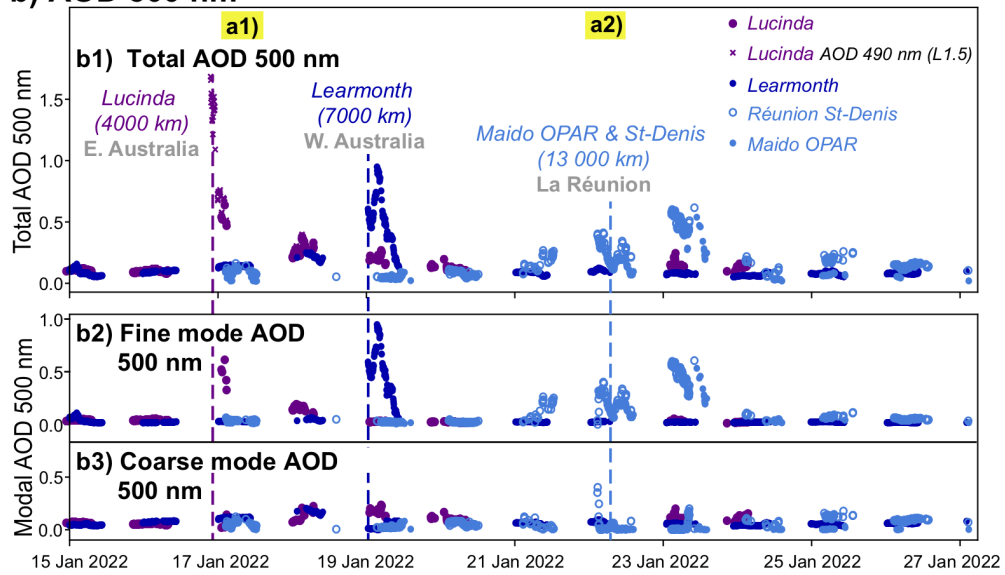 b) AOD 500 nm
a1)
a2)
b1) Total AOD 500 nm
Lucinda
(4000 km)
E. Australia
Learmonth
(7000 km)
W. Australia
Maido OPAR & St-Denis
(13 000 km)
La Réunion
Lucinda
Lucinda AOD 490 nm (L1.5)
Learmonth
Réunion St-Denis
Maido OPAR
Total AOD 500 nm
1.5
1.0
0.5
0.0
b2) Fine mode AOD
500 nm
1.0
0.5
0.0
Modal AOD 500 nm
b3) Coarse mode AOD
500 nm
0.5
0.0
15 Jan 2022
17 Jan 2022
19 Jan 2022
21 Jan 2022
23 Jan 2022
25 Jan 2022
27 Jan 2022